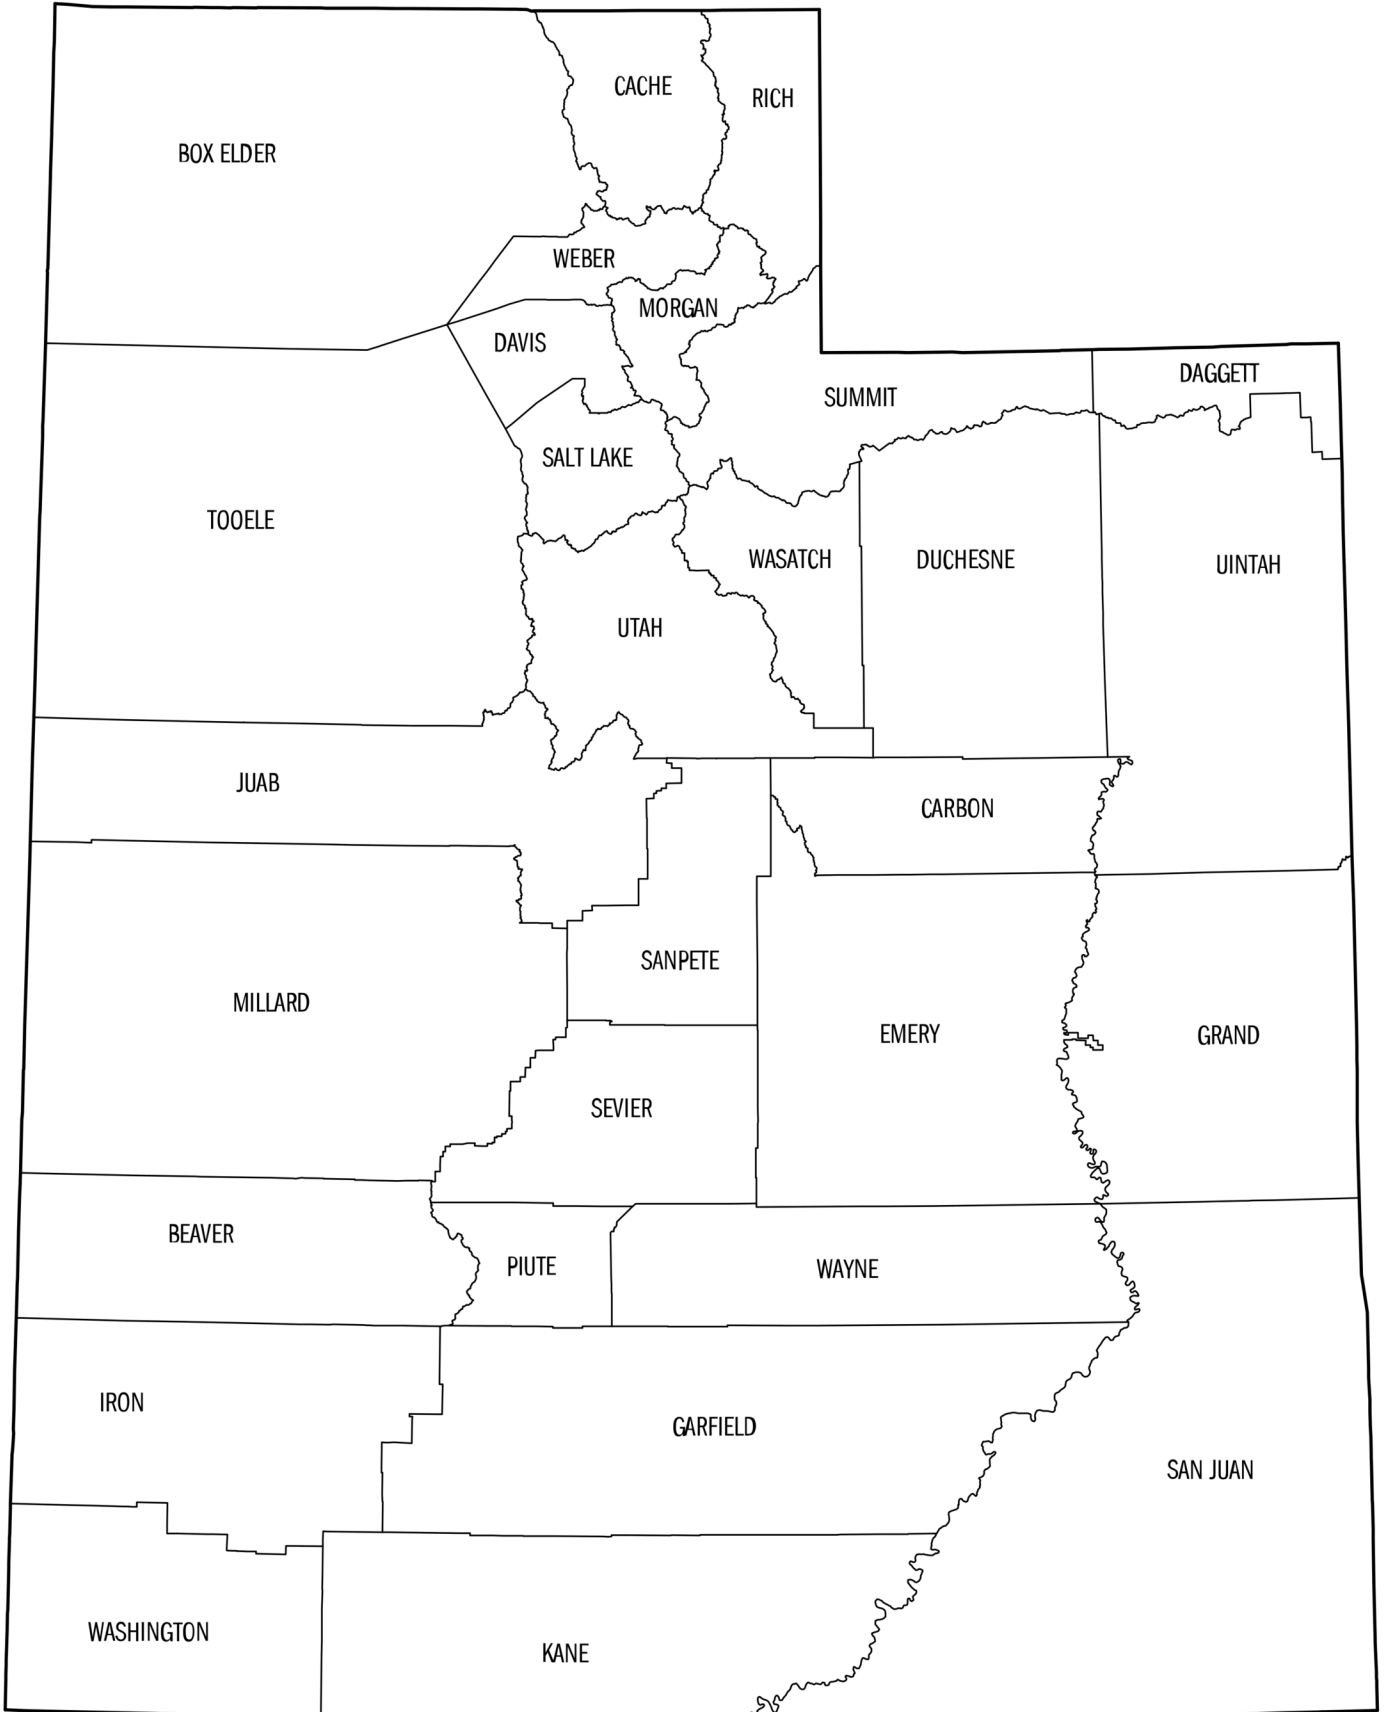 CACHE
RICH
BOX ELDER
WEBER
MORGAN
DAVIS
DAGGETT
SUMMIT
SALT LAKE
TOOELE
WASATCH
DUCHESNE
UINTAH
UTAH
JUAB
CARBON
SANPETE
MILLARD
EMERY
GRAND
SEVIER
BEAVER
PIUTE
WAYNE
IRON
GARFIELD
SAN JUAN
WASHINGTON
KANE